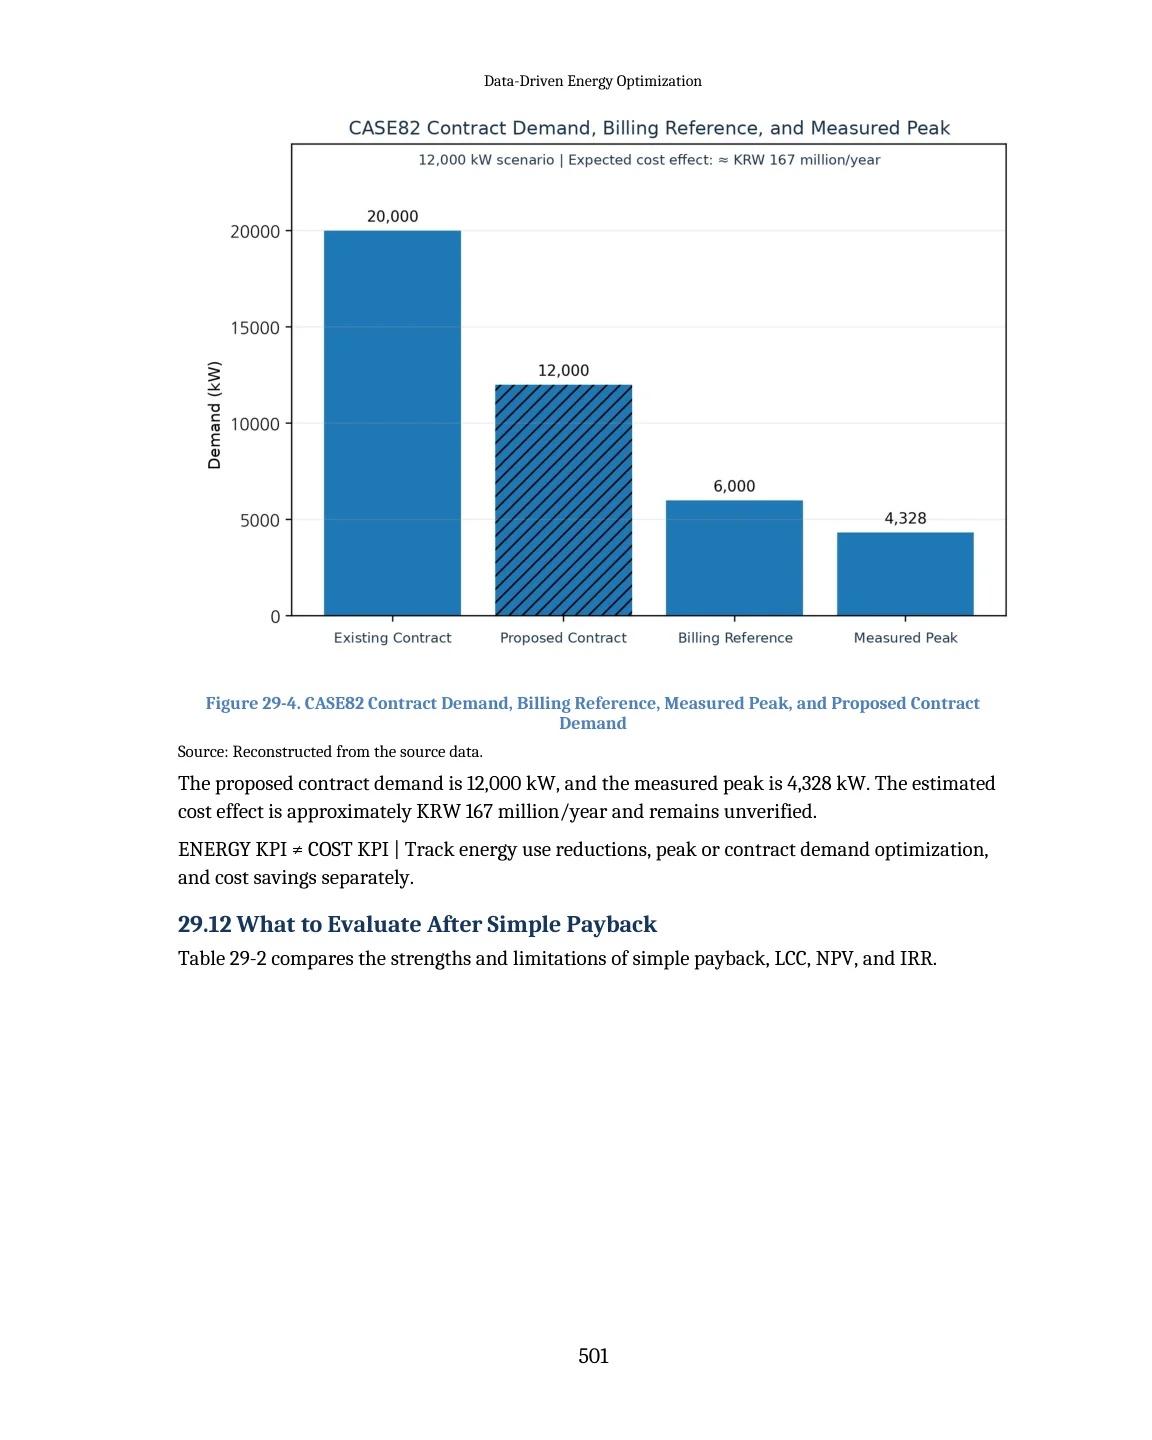 Data-Driven Energy Optimization
CASE82 Contract Demand, Billing Reference, and Measured Peak
12,000 kW scenario | Expected cost effect: ≈ KRW 167 million/year
20,000
20000
15000
12,000
Demand (kW)
10000
6,000
4,328
5000
0
Existing Contract
Proposed Contract
Billing Reference
Measured Peak
Figure 29-4. CASE82 Contract Demand, Billing Reference, Measured Peak, and Proposed Contract
Demand
Source: Reconstructed from the source data.
The proposed contract demand is 12,000 kW, and the measured peak is 4,328 kW. The estimated
cost effect is approximately KRW 167 million/year and remains unverified.
ENERGY KPI ≠ COST KPI | Track energy use reductions, peak or contract demand optimization,
and cost savings separately.
29.12 What to Evaluate After Simple Payback
Table 29-2 compares the strengths and limitations of simple payback, LCC, NPV, and IRR.
501